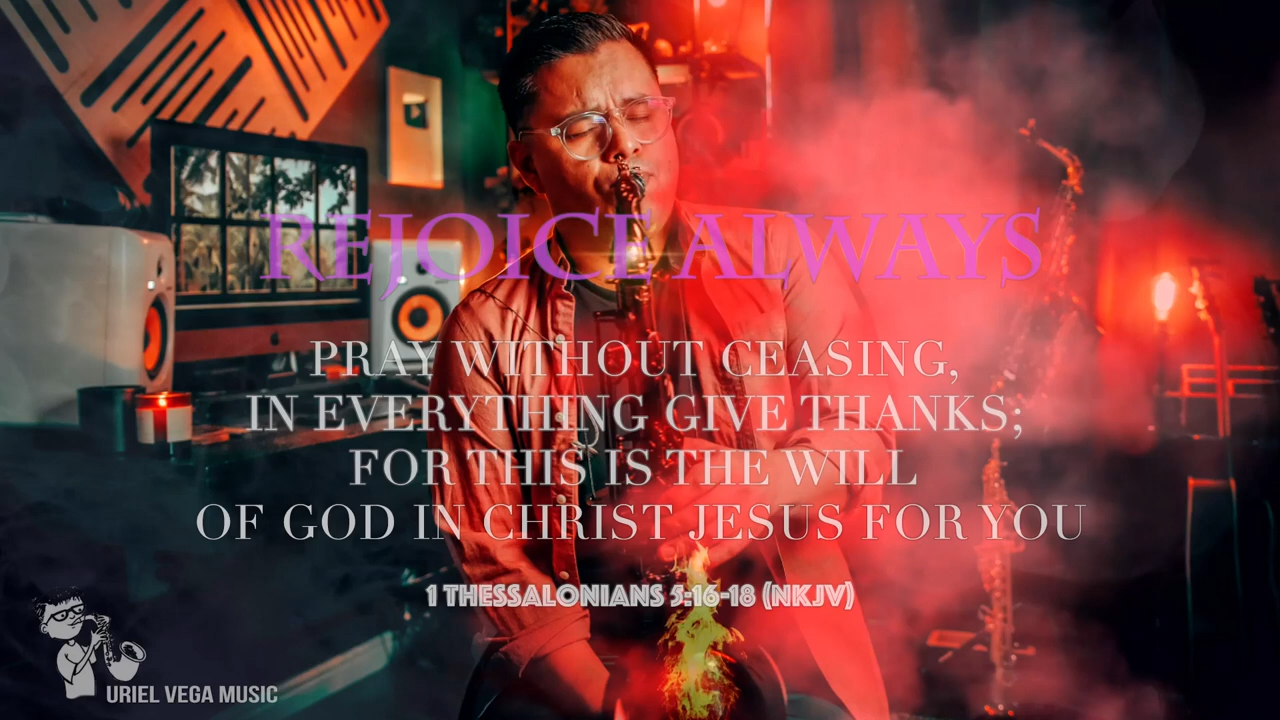 REJOICE ALWAYS
PRAY WITHOUT CEASING,
IN EVERYTHING GIVE THANKS;
FOR THIS IS THE WILL
OF GOD IN CHRIST JESUS FOR YOU
1 THESSALONIANS 5:16-18 (NKJV)
URIEL VEGA MUSIC